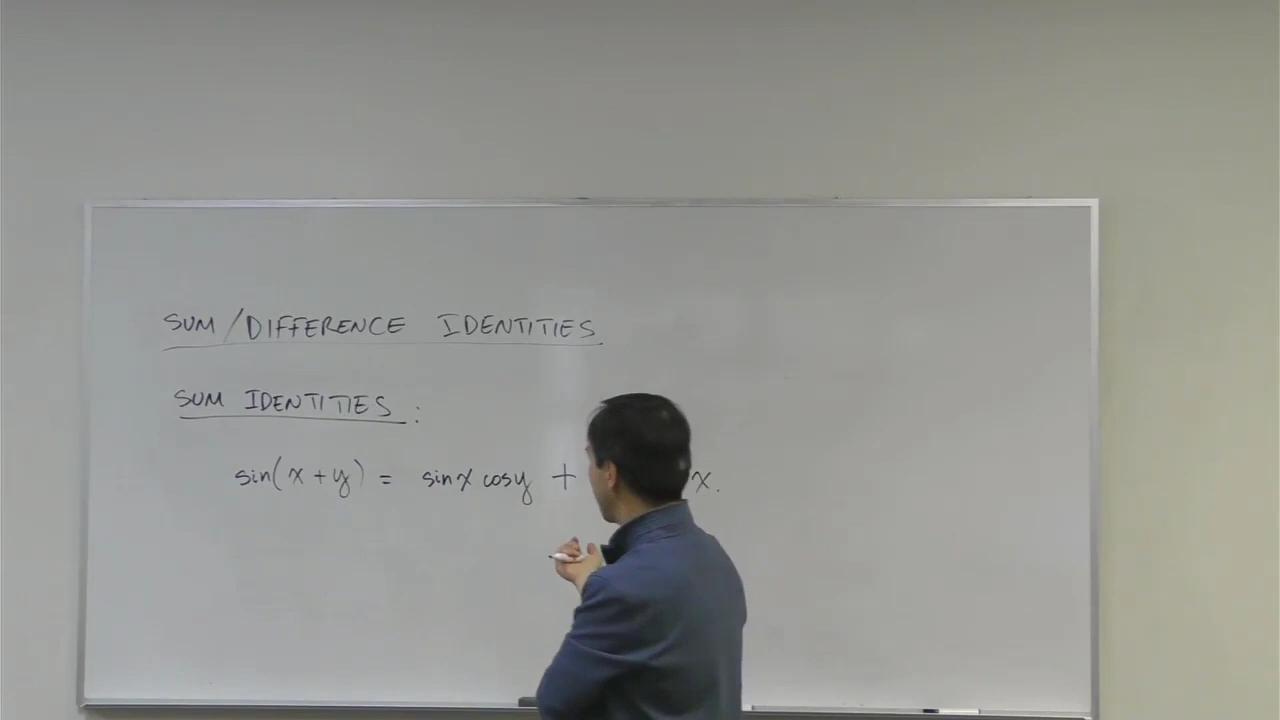 SUM/DIFFERENCE IDENTITIES
SUM IDENTITIES:
sin(x+y) = sinx cosy + x.